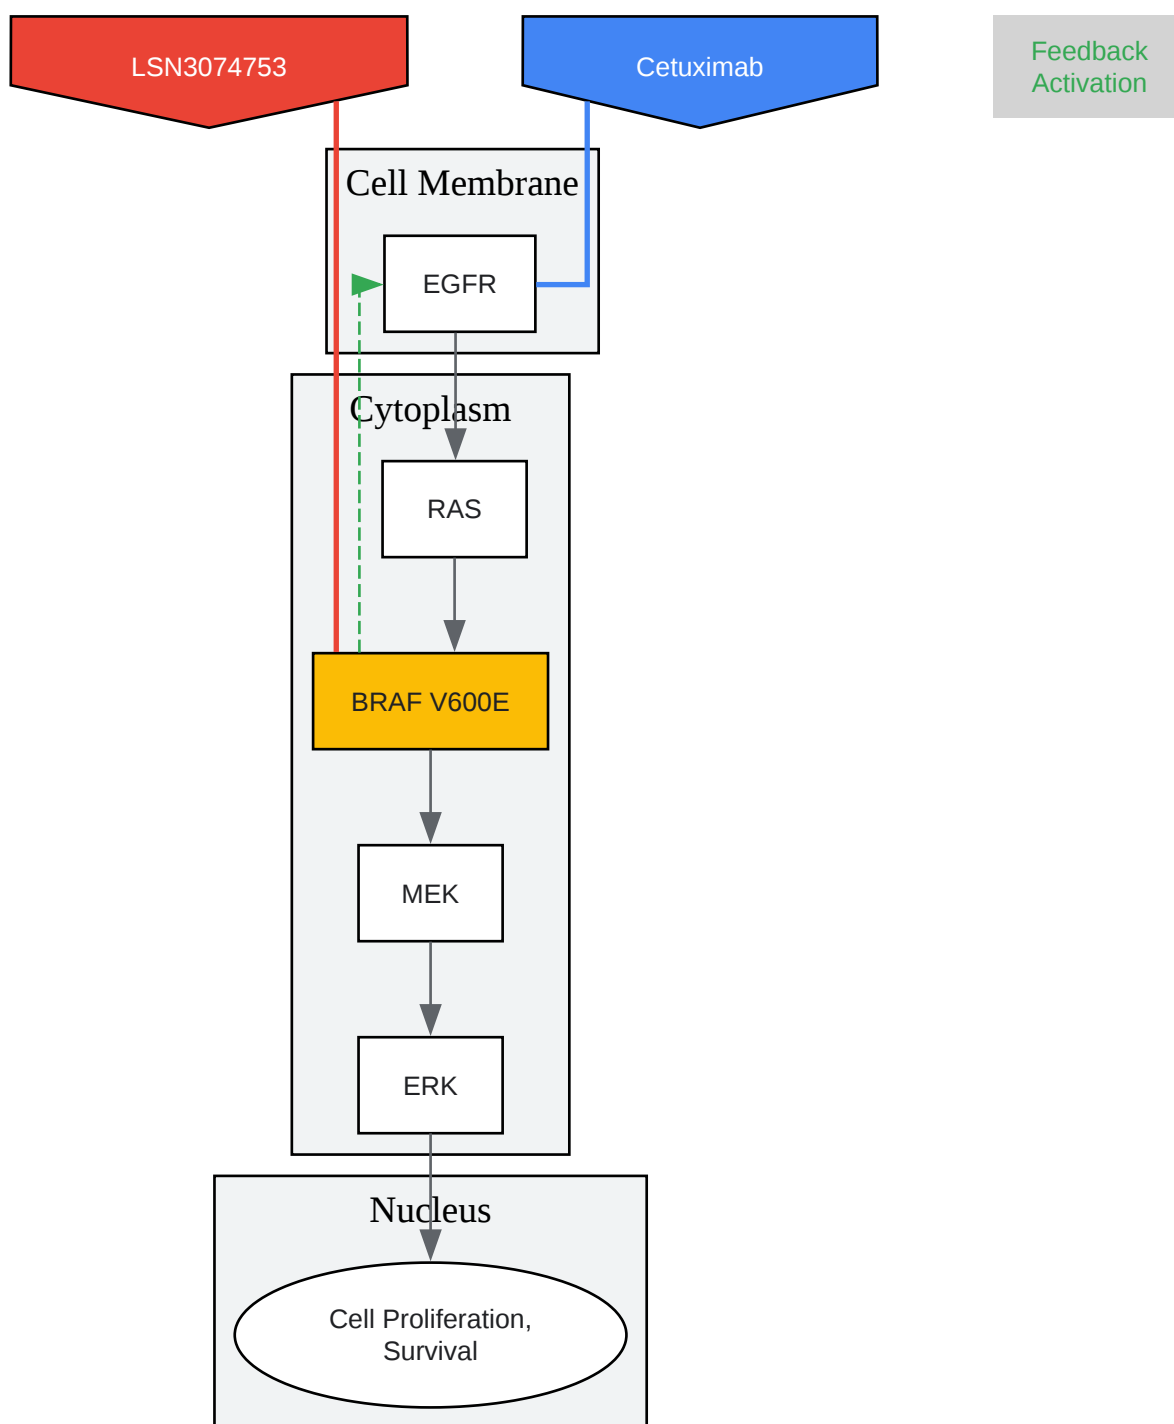 LSN3074753
Cetuximab
Feedback
Activation
Cell Membrane
EGFR
Cytoplasm
RAS
BRAF V600E
MEK
ERK
Nucleus
Cell Proliferation,
Survival